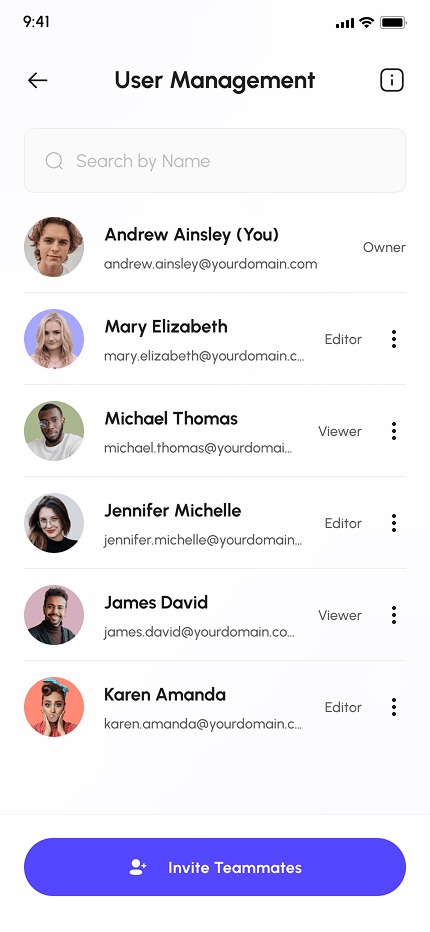 9:41
User Management
Search by Name
Andrew Ainsley (You)
andrew.ainsley@yourdomain.com
Owner
Mary Elizabeth
mary.elizabeth@yourdomain.c...
Editor
Michael Thomas
michael.thomas@yourdomai...
Viewer
Jennifer Michelle
jennifer.michelle@yourdomain...
Editor
James David
james.david@yourdomain.co...
Viewer
Karen Amanda
karen.amanda@yourdomain.c...
Editor
Invite Teammates